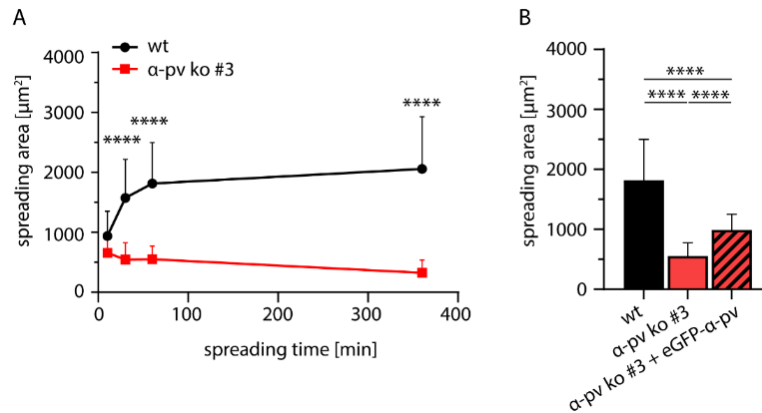 A
wt
α-pv ko #3
spreading area [µm²]
4000
3000
2000
1000
0
****
****
****
0
100
200
300
400
spreading time [min]
B
spreading area [µm²]
4000
3000
2000
1000
0
****
**** ****
wt
α-pv ko #3
α-pv ko #3 + eGFP-α-pv